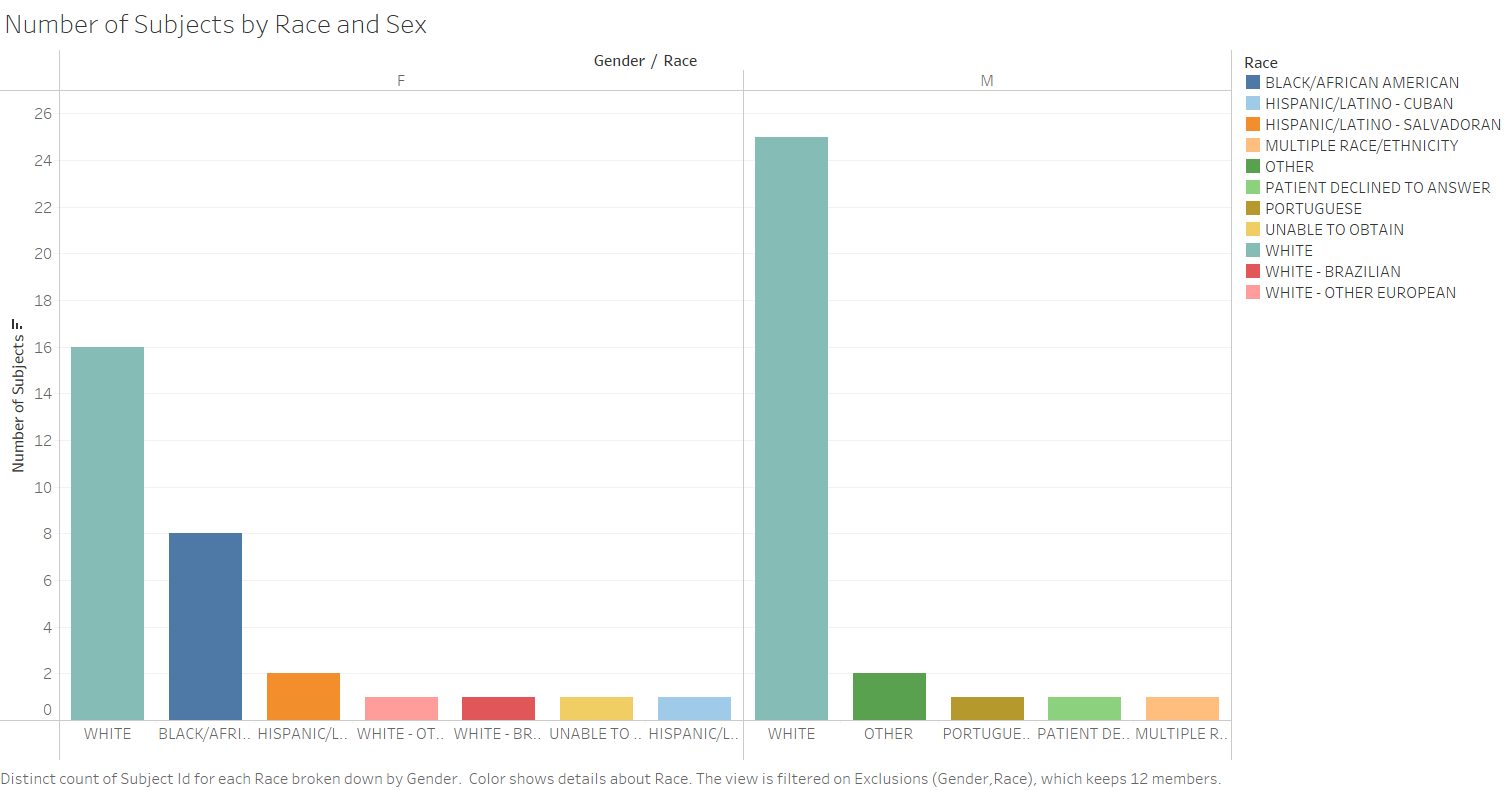 Number of Subjects by Race and Sex
Gender / Race
F
M
Number of Subjects
26
24
22
20
18
16
14
12
10
8
6
4
2
0
WHITE BLACK/AFRI.. HISPANIC/L.. WHITE - OT.. WHITE - BR.. UNABLE TO .. HISPANIC/L.. WHITE OTHER PORTUGUE.. PATIENT DE.. MULTIPLE R..
Race
BLACK/AFRICAN AMERICAN
HISPANIC/LATINO - CUBAN
HISPANIC/LATINO - SALVADORAN
MULTIPLE RACE/ETHNICITY
OTHER
PATIENT DECLINED TO ANSWER
PORTUGUESE
UNABLE TO OBTAIN
WHITE
WHITE - BRAZILIAN
WHITE - OTHER EUROPEAN
Distinct count of Subject Id for each Race broken down by Gender. Color shows details about Race. The view is filtered on Exclusions (Gender,Race), which keeps 12 members.